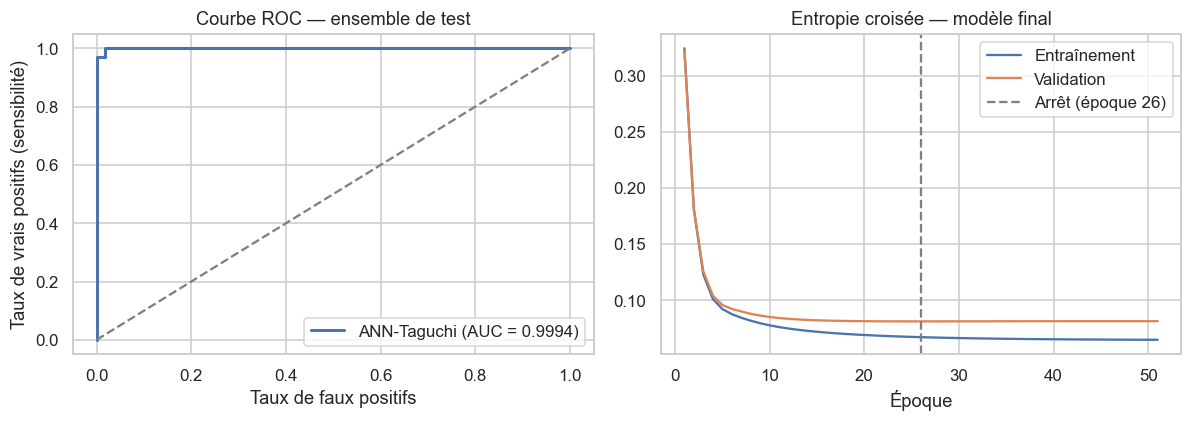 Courbe ROC — ensemble de test
Taux de vrais positifs (sensibilité)
1.0
0.8
0.6
0.4
0.2
0.0
ANN-Taguchi (AUC = 0.9994)
0.0 0.2 0.4 0.6 0.8 1.0
Taux de faux positifs
Entropie croisée — modèle final
0.30
0.25
0.20
0.15
0.10
Entraînement
Validation
Arrêt (époque 26)
0 10 20 30 40 50
Époque